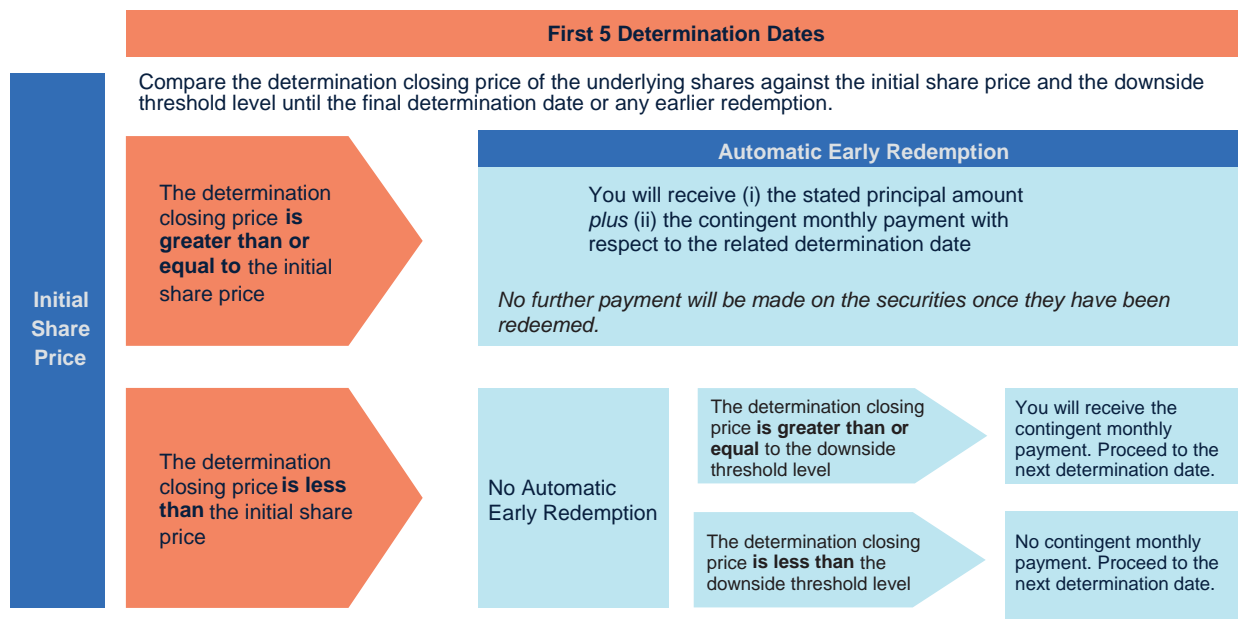 First 5 Determination Dates
Compare the determination closing price of the underlying shares against the initial share price and the downside
threshold level until the final determination date or any earlier redemption.
Initial
Share
Price
The determination
closing price is
greater than or
equal to the initial
share price
Automatic Early Redemption
You will receive (i) the stated principal amount
plus (ii) the contingent monthly payment with
respect to the related determination date
No further payment will be made on the securities once they have been
redeemed.
The determination
closing price is less
than the initial share
price
No Automatic
Early Redemption
The determination closing
price is greater than or
equal to the downside
threshold level
You will receive the
contingent monthly
payment. Proceed to the
next determination date.
The determination closing
price is less than the
downside threshold level
No contingent monthly
payment. Proceed to the
next determination date.